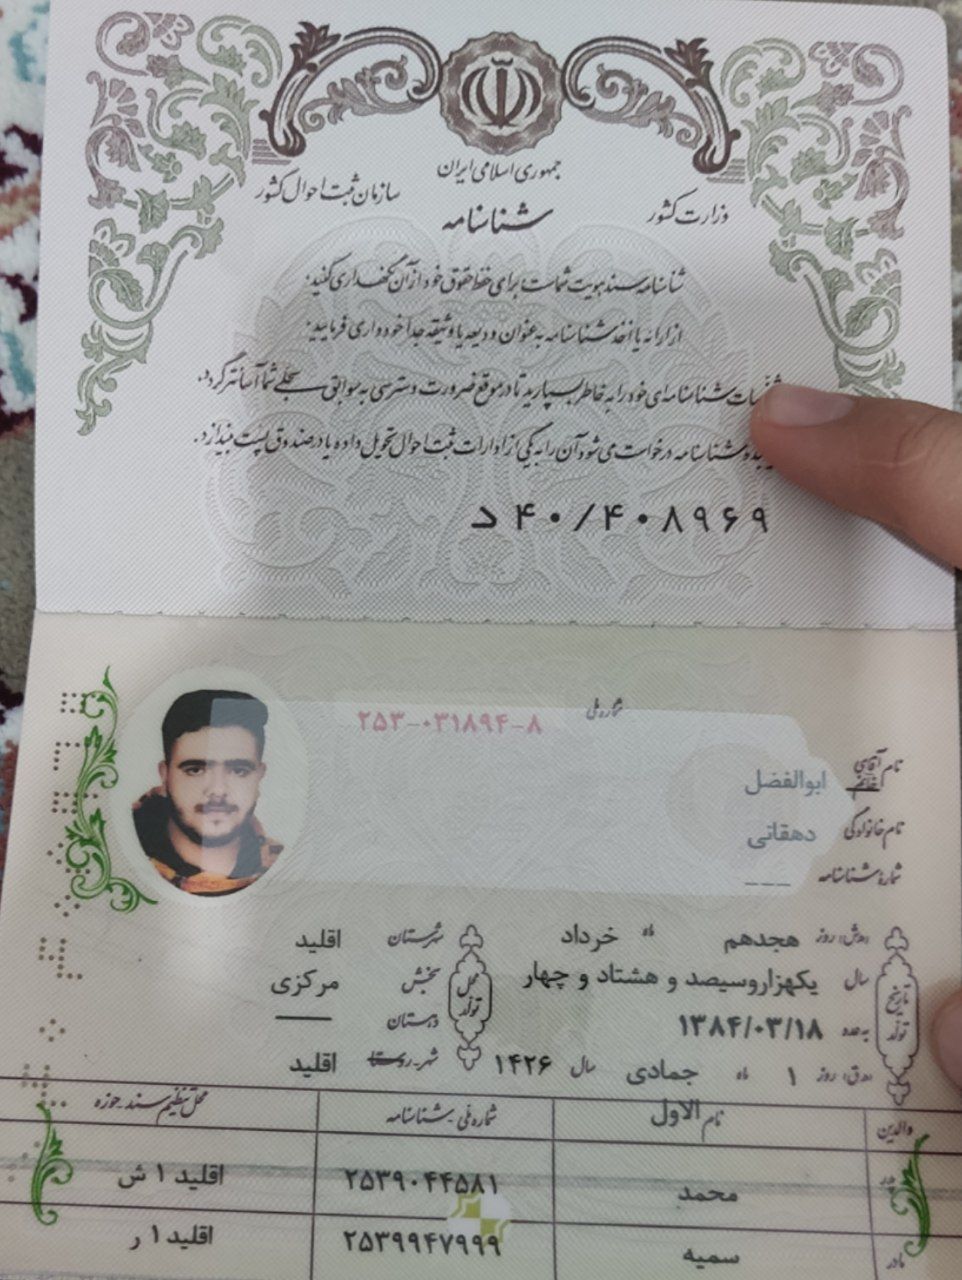 جمهوری اسلامی ایران
وزارت کشور
سازمان ثبت احوال کشور
شناسنامه
شناسنامه سند هویت شماست برای حفظ حقوق خود از آن نگهداری کنید.
از ارائه یا اخذ شناسنامه به عنوان ودیعه یا وثیقه جدا خودداری فرمایید.
شناسنامه‌ای خود را به خاطر بسپارید تا در موقع ضرورت دسترسی به سوابق سجلی شما آسانتر گردد.
شناسنامه درخواست می‌شود آن را به یکی از ادارات ثبت احوال تحویل داده یا در صندوق پست بیندازد.
د ۴۰/۴۰۸۹۶۹
شماره ملی ۲۵۳-۰۳۱۸۹۴-۸
نام آقای خانم ابوالفضل
نام خانوادگی دهقانی
شماره شناسنامه ---
تاریخ تولد
ه‍.ش: روز هجدهم ماه خرداد
سال یکهزاروسیصد و هشتاد و چهار
به عدد ۱۳۸۴/۰۳/۱۸
ه‍.ق: روز ۱ ماه جمادی الاول سال ۱۴۲۶
محل تولد
شهرستان اقلید
بخش مرکزی
دهستان —
شهر-روستا اقلید
والدین نام شماره ملی-شناسنامه محل تنظیم سند-حوزه
پدر محمد ۲۵۳۹۰۴۴۵۸۱ اقلید ۱ ش
مادر سمیه ۲۵۳۹۹۴۷۹۹۹ اقلید ۱ ر